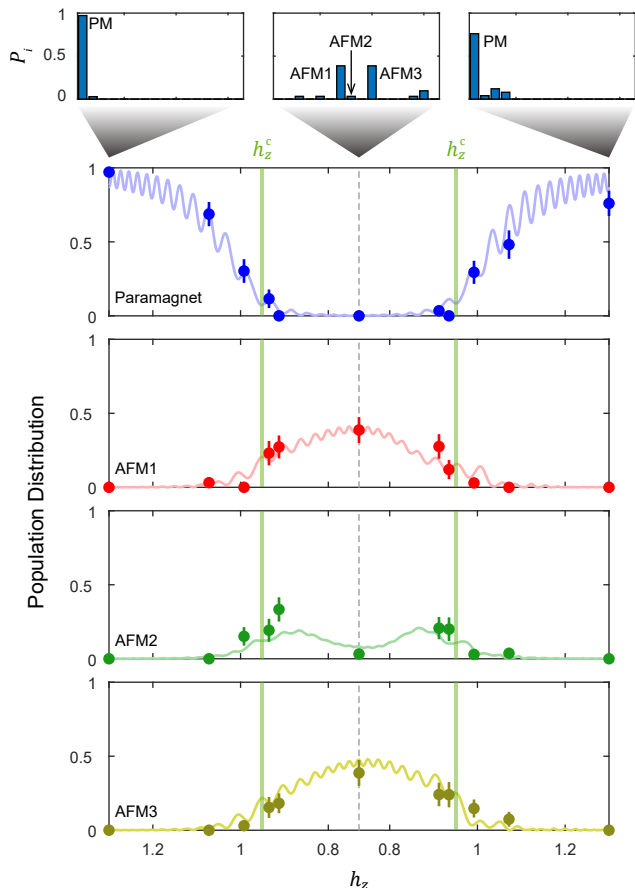 P_i
1
0.5
0
PM
AFM2
AFM1
AFM3
PM
h_z^c
h_z^c
1
0.5
0
Paramagnet
1
0.5
0
AFM1
1
0.5
0
AFM2
1
0.5
0
AFM3
Population Distribution
1.2 1 0.8 0.8 1 1.2
h_z